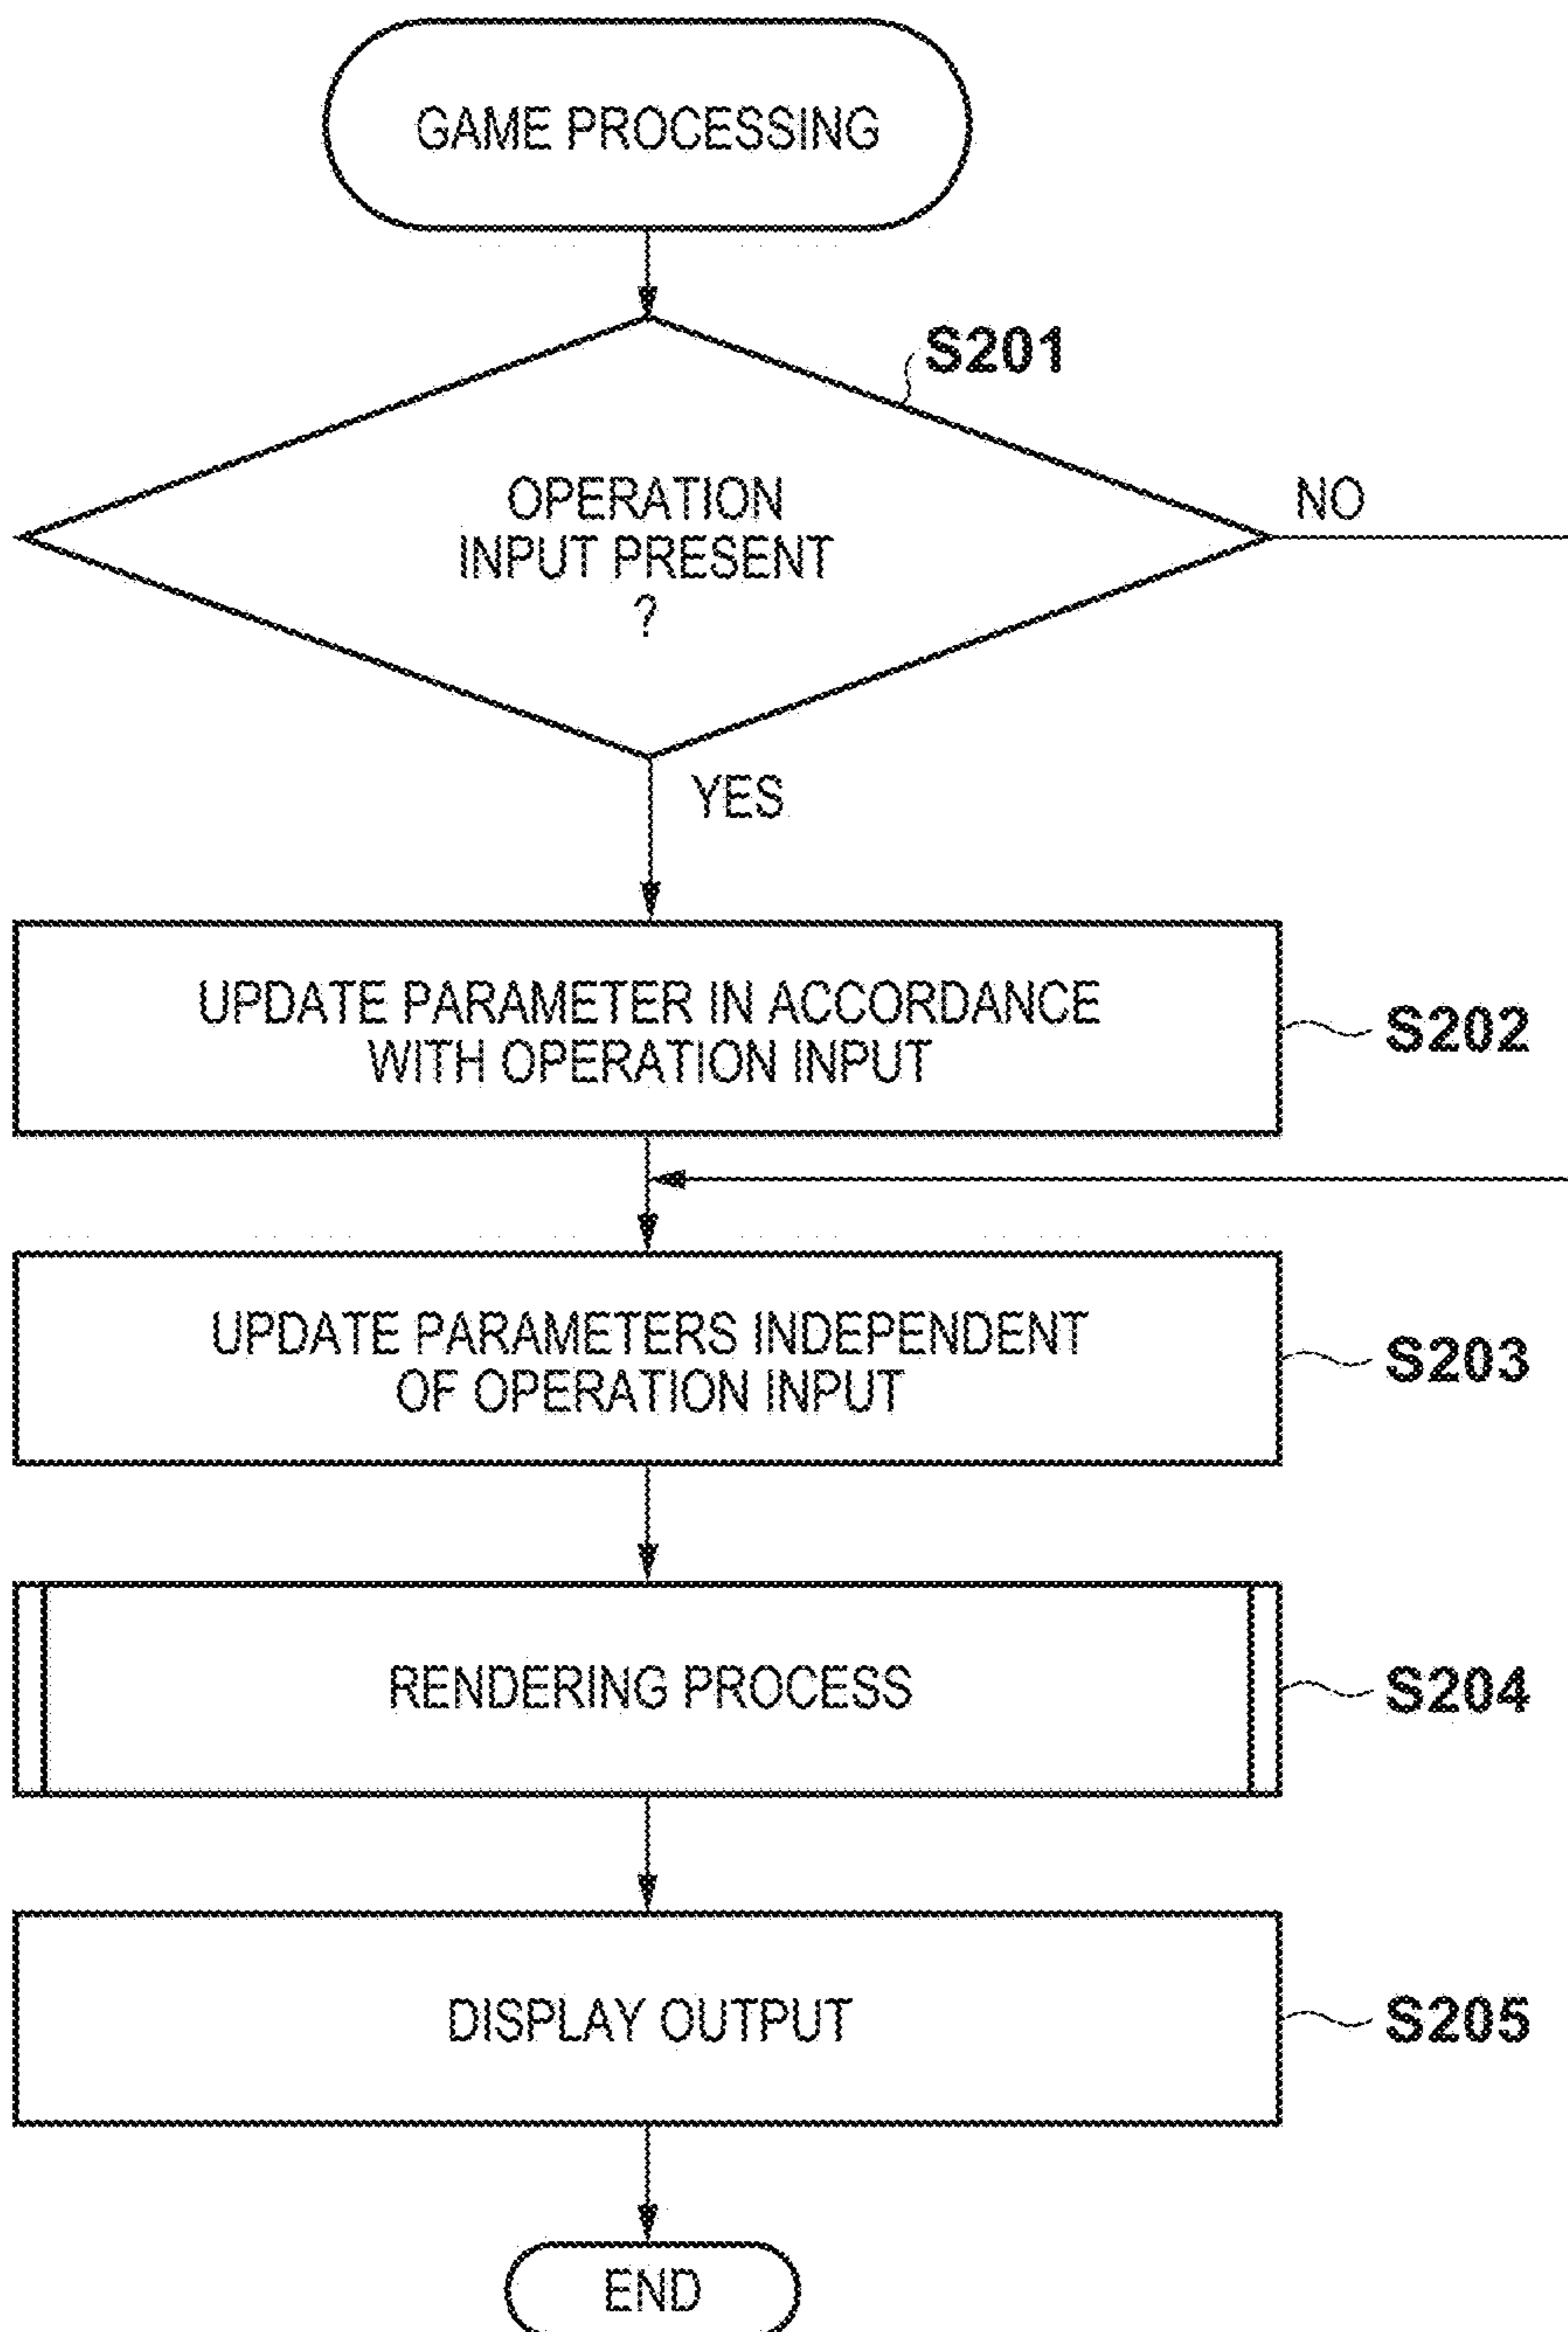 GAME PROCESSING
S201
OPERATION
INPUT PRESENT
?
NO
YES
UPDATE PARAMETER IN ACCORDANCE
WITH OPERATION INPUT
S202
UPDATE PARAMETERS INDEPENDENT
OF OPERATION INPUT
S203
RENDERING PROCESS
S204
DISPLAY OUTPUT
S205
END